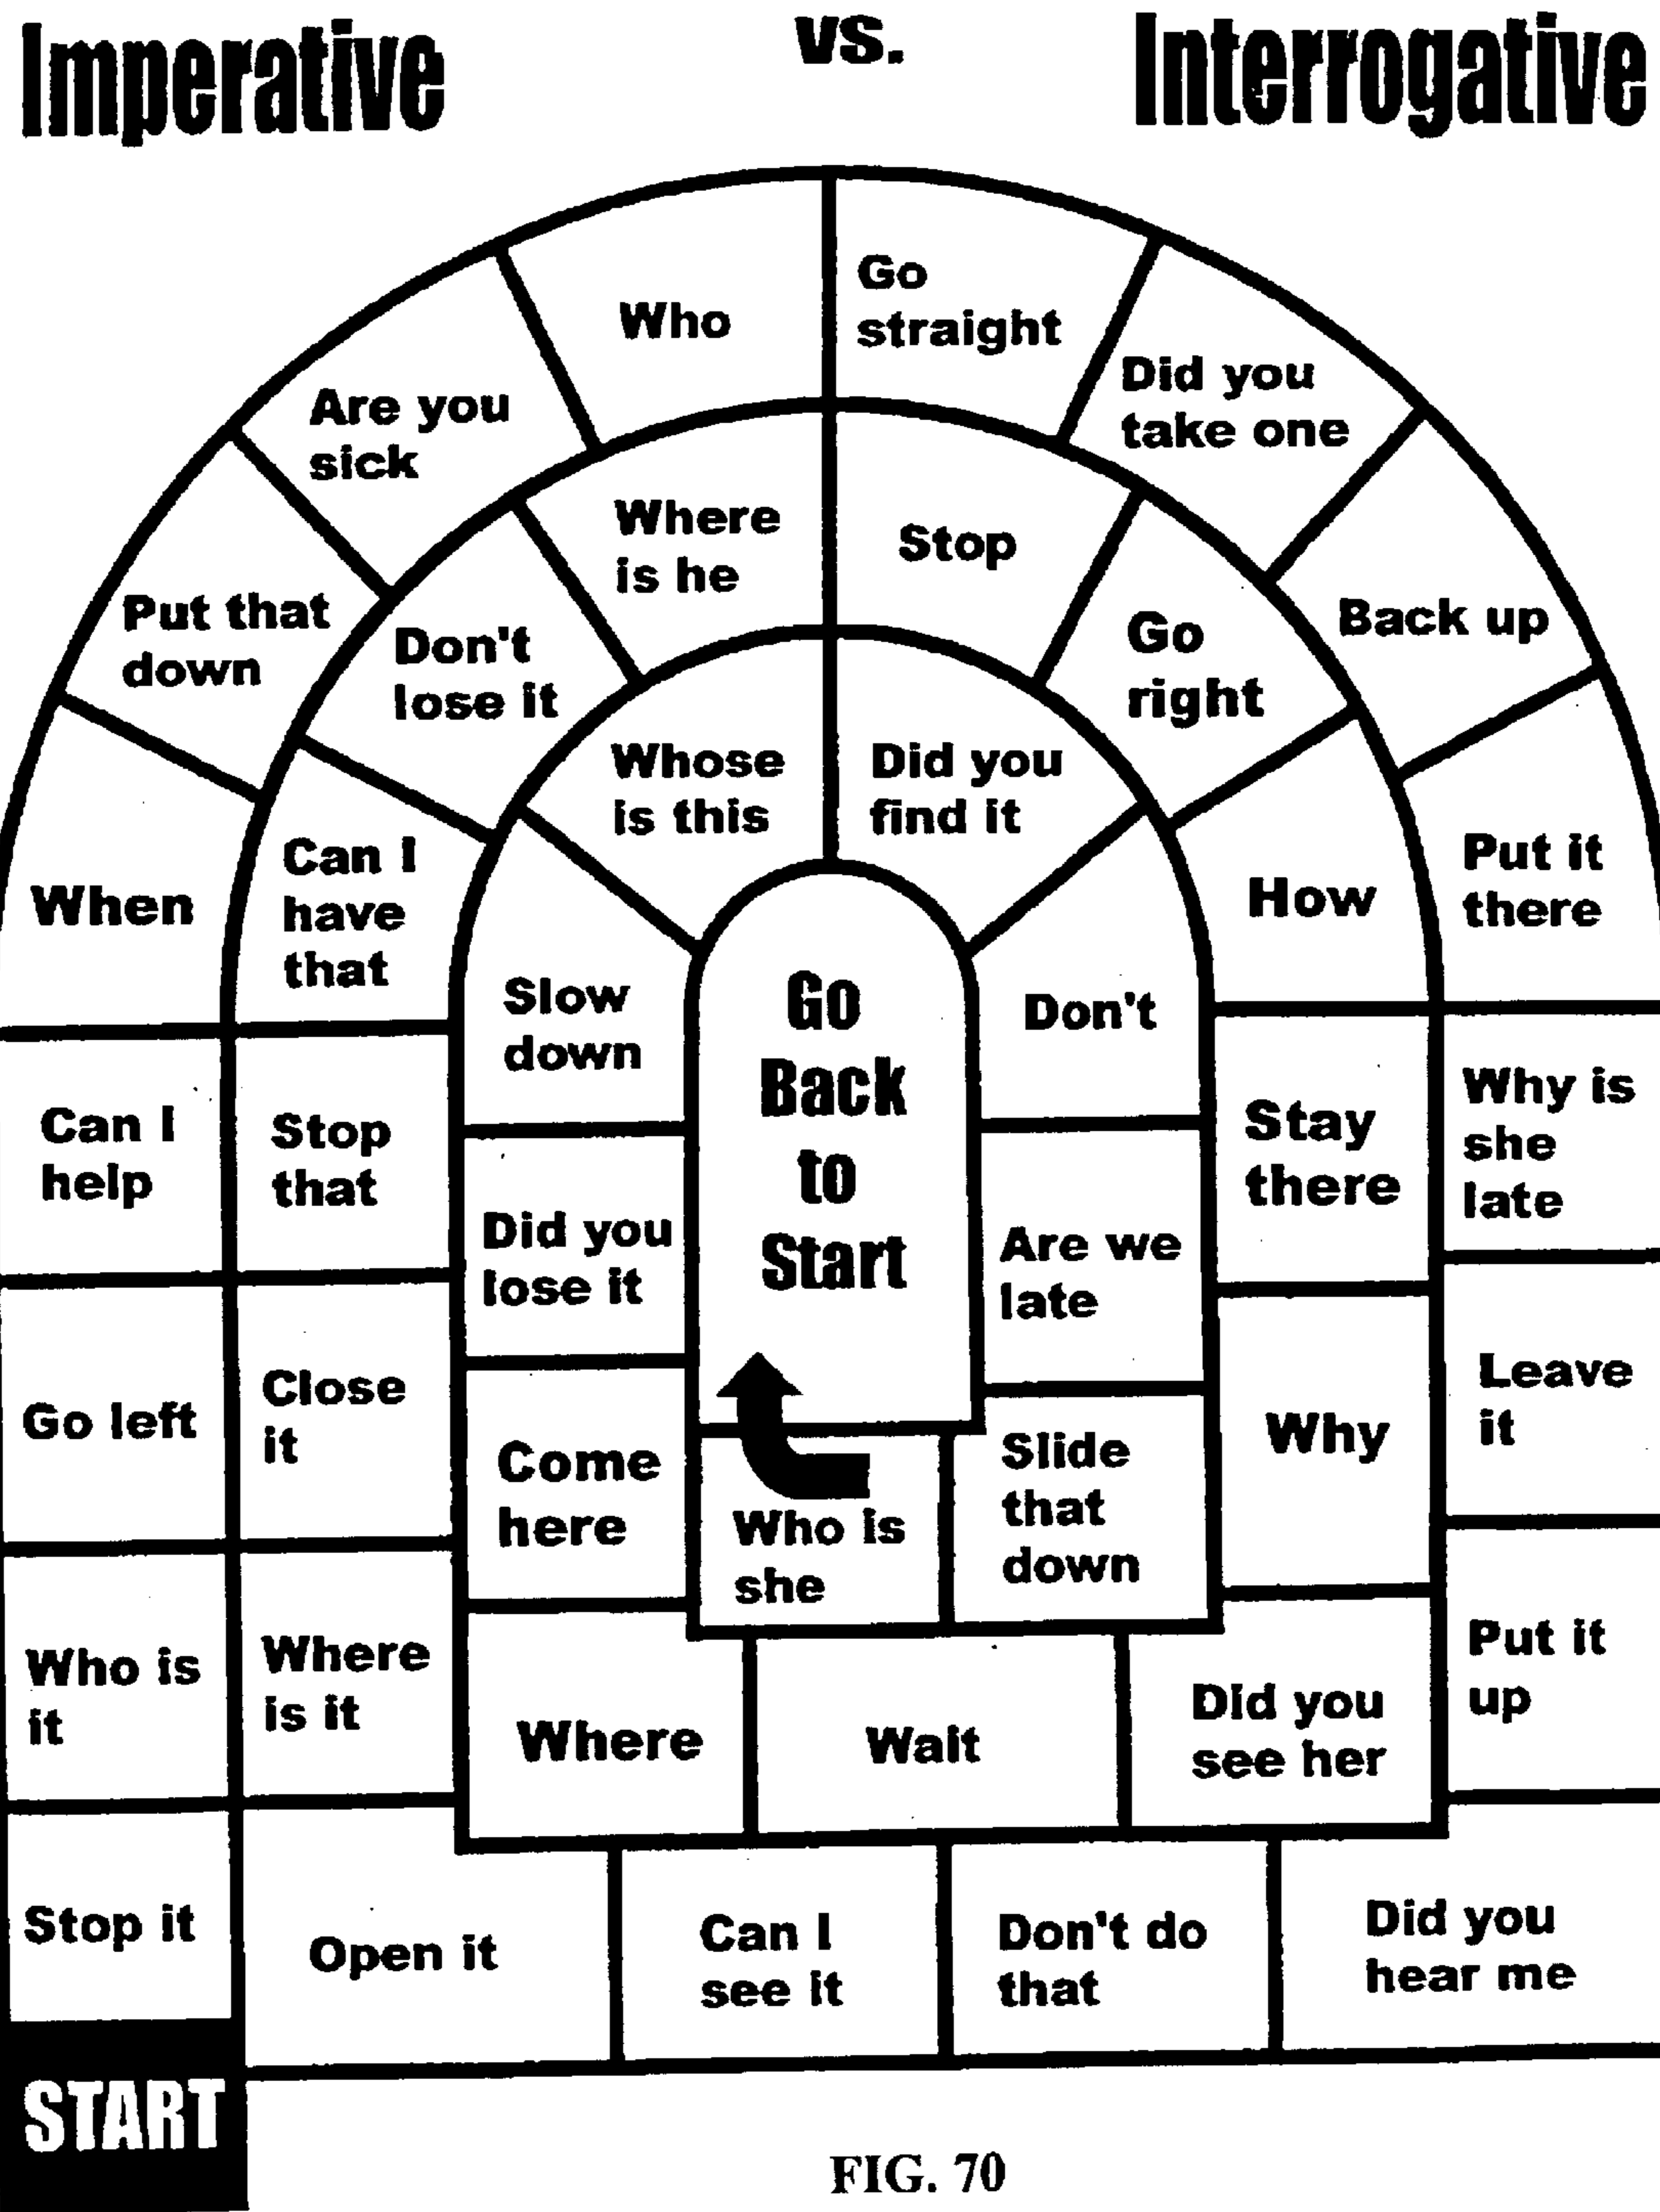 Imperative
vs.
Interrogative
START
Stop it
Who is
it
Go left
Can I
help
When
Put that
down
Are you
sick
Who
Go
straight
Did you
take one
Back up
Put it
there
Why is
she
late
Leave
it
Put it
up
Did you
hear me
Don't do
that
Can I
see it
Open it
Where
is it
Close
it
Stop
that
Can I
have
that
Don't
lose it
Where
is he
Stop
Go
right
How
Stay
there
Why
Did you
see her
Wait
Where
Come
here
Did you
lose it
Slow
down
Whose
is this
Did you
find it
Don't
Are we
late
Slide
that
down
Who is
she
Go
Back
to
Start
FIG. 70